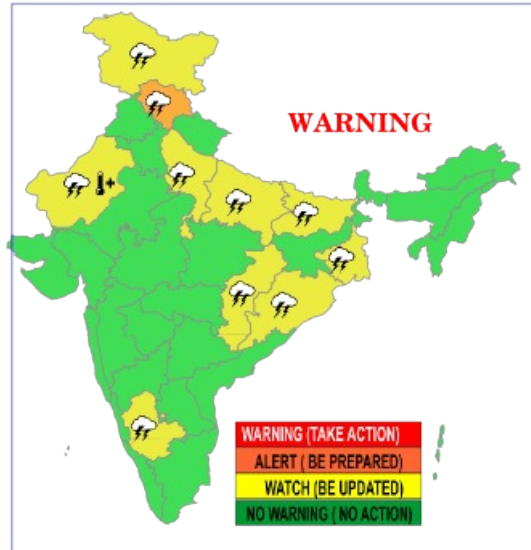 WARNING
WARNING (TAKE ACTION)
ALERT ( BE PREPARED)
WATCH (BE UPDATED)
NO WARNING ( NO ACTION)